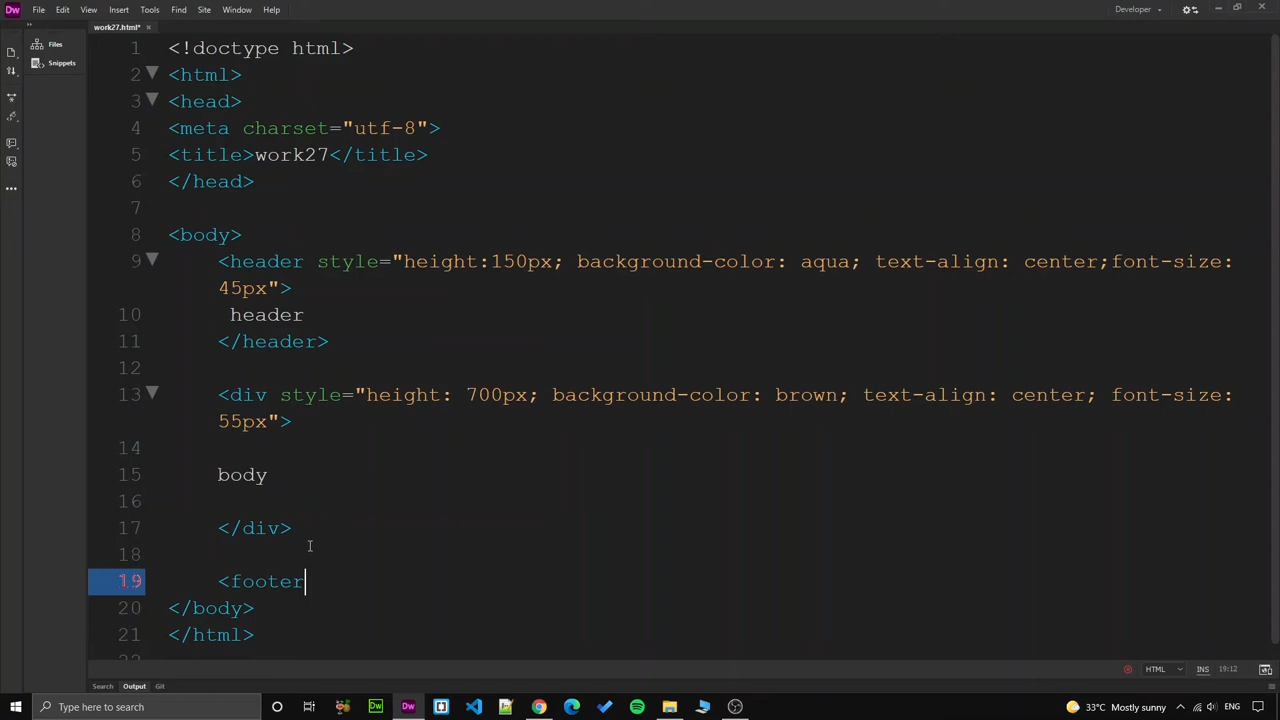 Dw File Edit View Insert Tools Find Site Window Help Developer
work27.html*
Files
Snippets
1 <!doctype html>
2 <html>
3 <head>
4 <meta charset="utf-8">
5 <title>work27</title>
6 </head>
7
8 <body>
9 <header style="height:150px; background-color: aqua; text-align: center;font-size:
45px">
10 header
11 </header>
12
13 <div style="height: 700px; background-color: brown; text-align: center; font-size:
55px">
14
15 body
16
17 </div>
18
19 <footer
20 </body>
21 </html>
22
HTML INS 19:12
Search Output Git
Type here to search Dw Dw 33°C Mostly sunny ENG